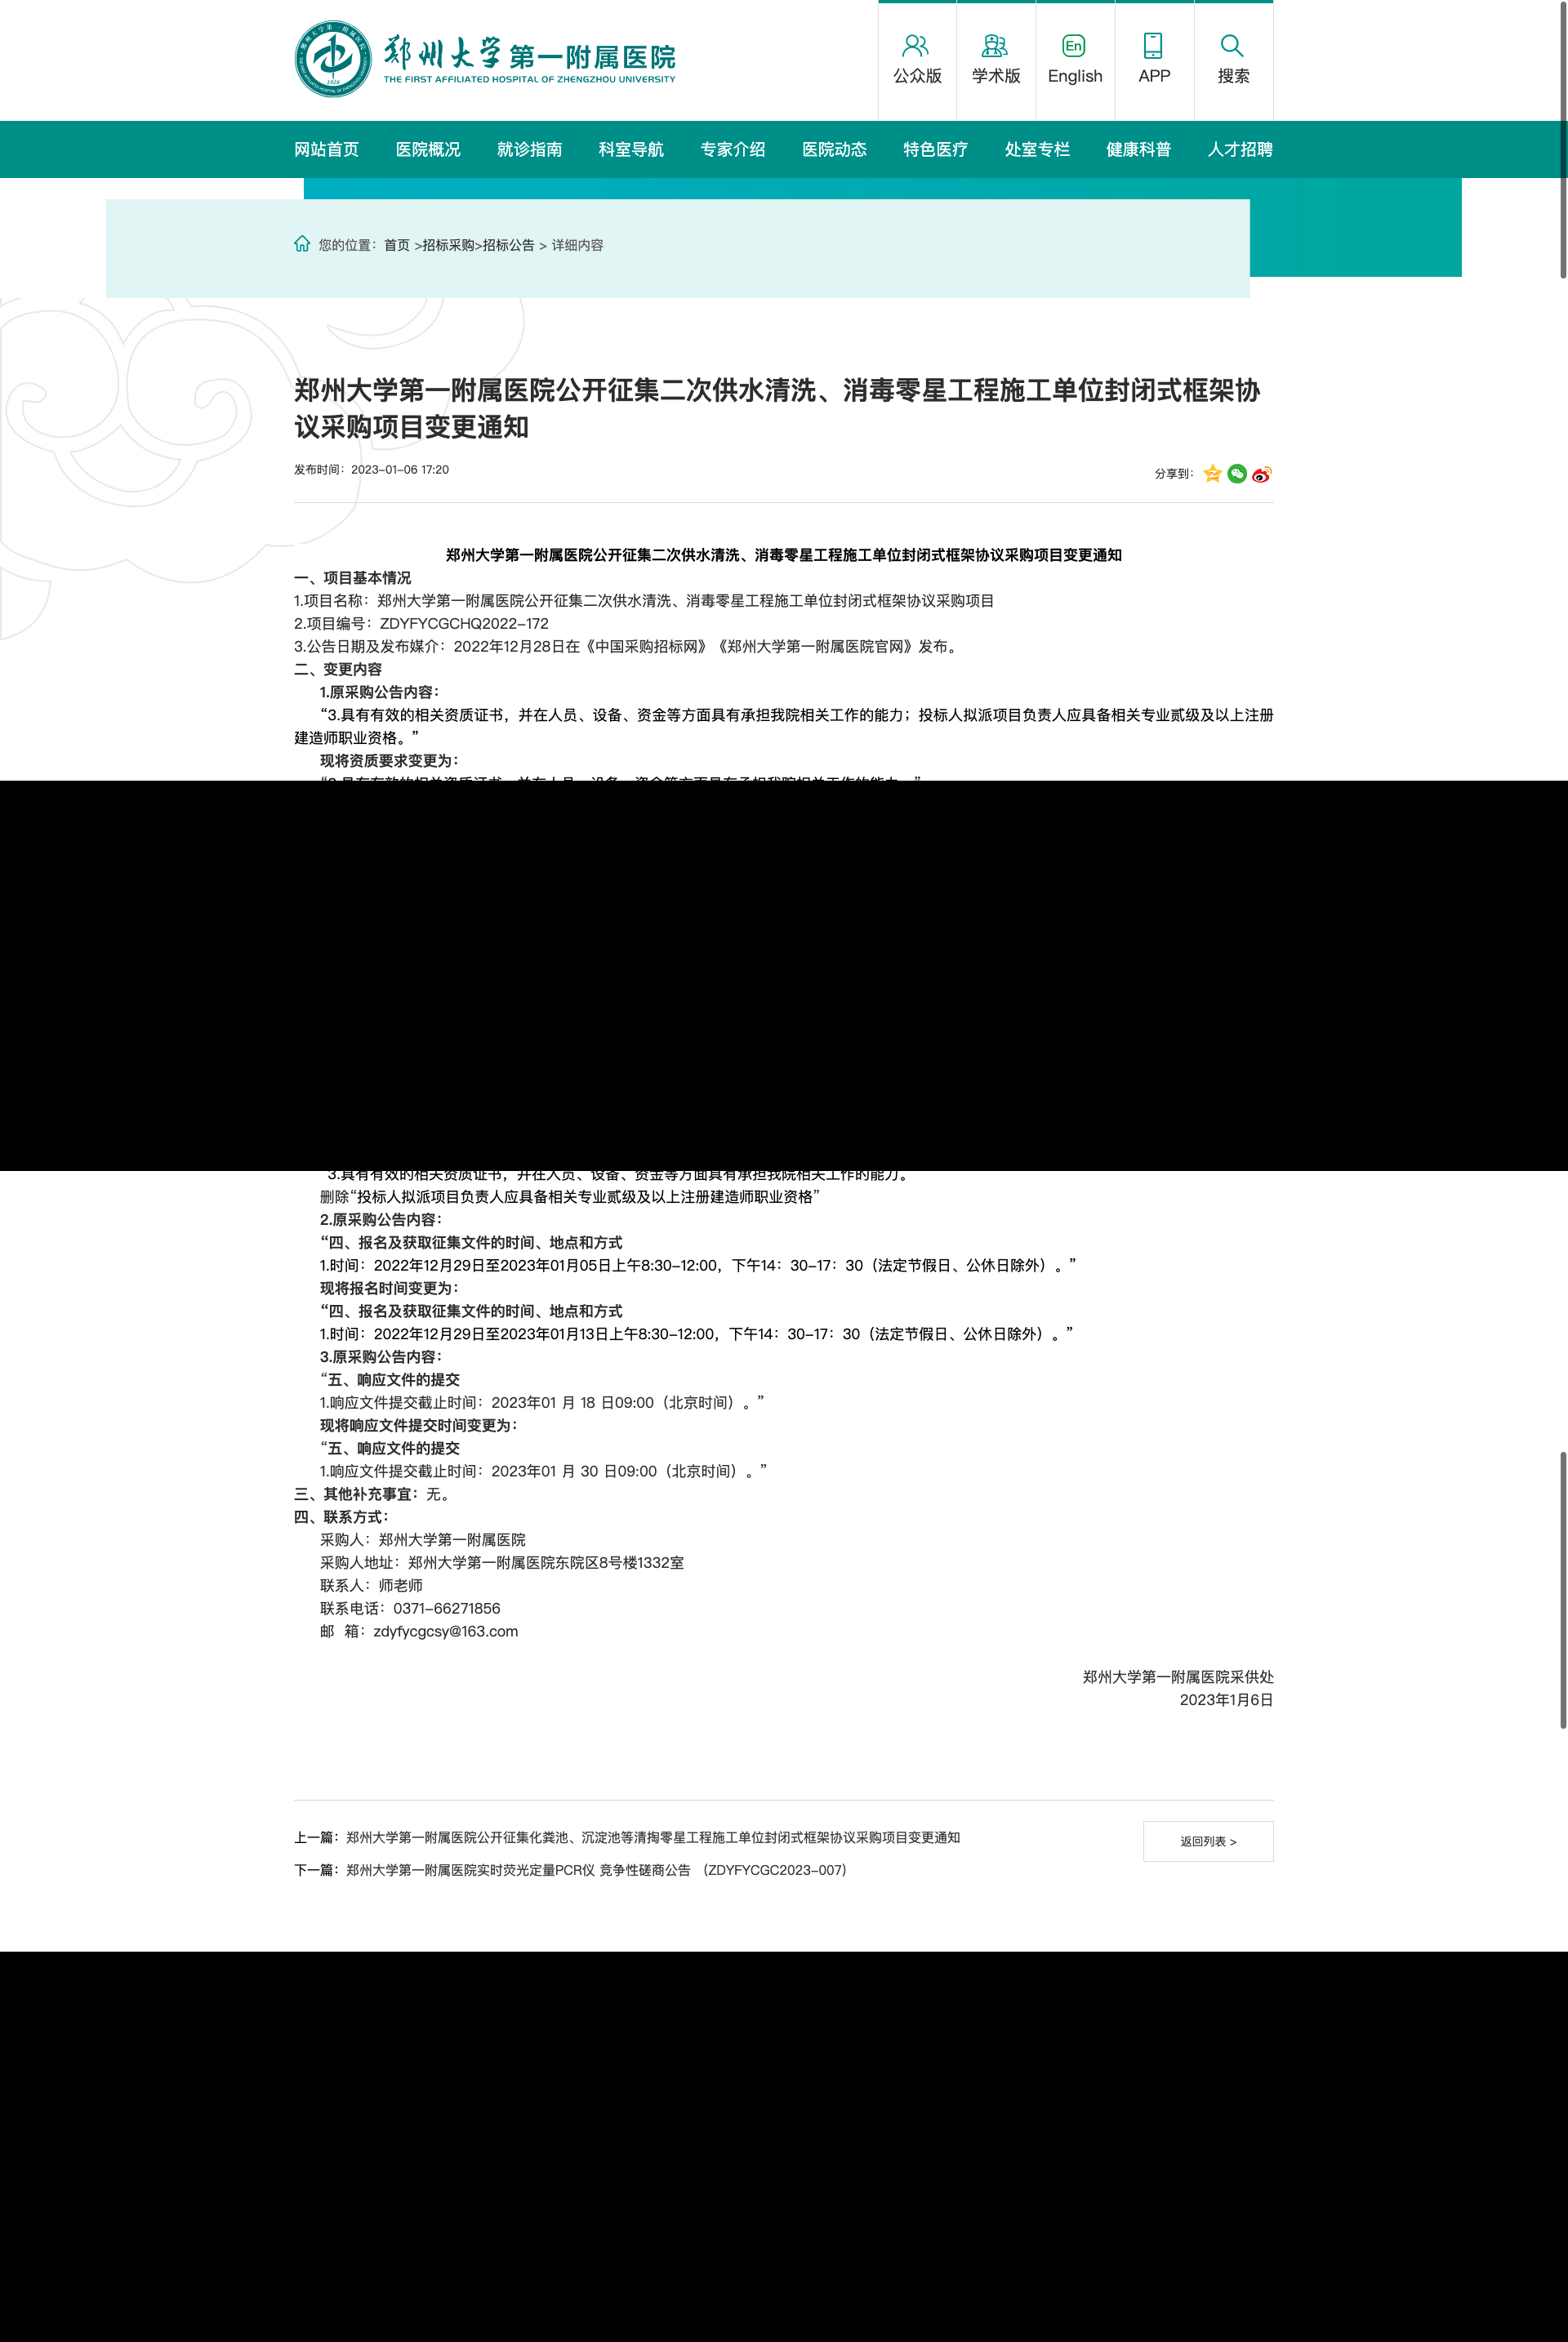 郑州大学第一附属医院
THE FIRST AFFILIATED HOSPITAL OF ZHENGZHOU UNIVERSITY
1928
公众版
学术版
En
English
APP
搜索
网站首页 医院概况 就诊指南 科室导航 专家介绍 医院动态 特色医疗 处室专栏 健康科普 人才招聘
您的位置：首页 >招标采购>招标公告 > 详细内容
郑州大学第一附属医院公开征集二次供水清洗、消毒零星工程施工单位封闭式框架协
议采购项目变更通知
发布时间：2023-01-06 17:20
分享到：
郑州大学第一附属医院公开征集二次供水清洗、消毒零星工程施工单位封闭式框架协议采购项目变更通知
一、项目基本情况
1.项目名称：郑州大学第一附属医院公开征集二次供水清洗、消毒零星工程施工单位封闭式框架协议采购项目
2.项目编号：ZDYFYCGCHQ2022-172
3.公告日期及发布媒介：2022年12月28日在《中国采购招标网》《郑州大学第一附属医院官网》发布。
二、变更内容
1.原采购公告内容：
“3.具有有效的相关资质证书，并在人员、设备、资金等方面具有承担我院相关工作的能力；投标人拟派项目负责人应具备相关专业贰级及以上注册
建造师职业资格。”
现将资质要求变更为：
“3.具有有效的相关资质证书，并在人员、设备、资金等方面具有承担我院相关工作的能力。”
3.具有有效的相关资质证书，并在人员、设备、资金等方面具有承担我院相关工作的能力。
删除“投标人拟派项目负责人应具备相关专业贰级及以上注册建造师职业资格”
2.原采购公告内容：
“四、报名及获取征集文件的时间、地点和方式
1.时间：2022年12月29日至2023年01月05日上午8:30-12:00，下午14：30-17：30（法定节假日、公休日除外）。”
现将报名时间变更为：
“四、报名及获取征集文件的时间、地点和方式
1.时间：2022年12月29日至2023年01月13日上午8:30-12:00，下午14：30-17：30（法定节假日、公休日除外）。”
3.原采购公告内容：
“五、响应文件的提交
1.响应文件提交截止时间：2023年01 月 18 日09:00（北京时间）。”
现将响应文件提交时间变更为：
“五、响应文件的提交
1.响应文件提交截止时间：2023年01 月 30 日09:00（北京时间）。”
三、其他补充事宜：无。
四、联系方式：
采购人：郑州大学第一附属医院
采购人地址：郑州大学第一附属医院东院区8号楼1332室
联系人：师老师
联系电话：0371-66271856
邮 箱：zdyfycgcsy@163.com
郑州大学第一附属医院采供处
2023年1月6日
上一篇：郑州大学第一附属医院公开征集化粪池、沉淀池等清掏零星工程施工单位封闭式框架协议采购项目变更通知
返回列表 >
下一篇：郑州大学第一附属医院实时荧光定量PCR仪 竞争性磋商公告 （ZDYFYCGC2023-007）